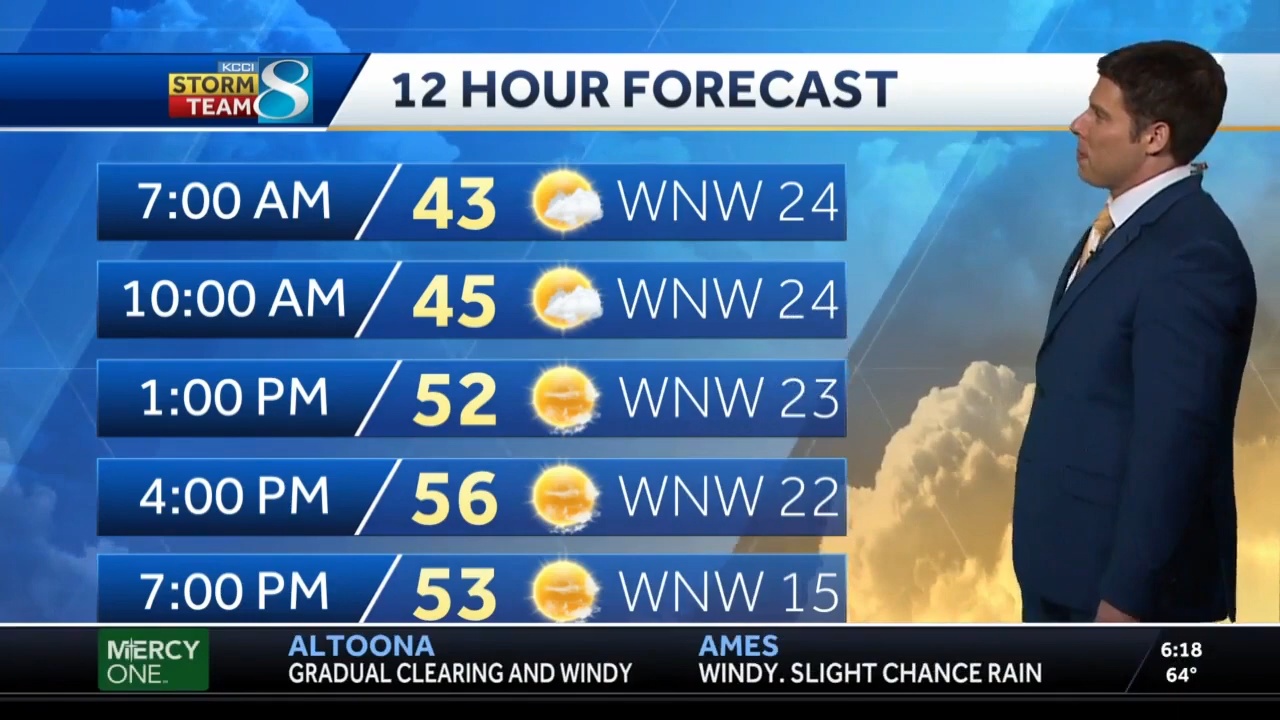 KCCI
STORM
TEAM 8
12 HOUR FORECAST
7:00 AM 43 WNW 24
10:00 AM 45 WNW 24
1:00 PM 52 WNW 23
4:00 PM 56 WNW 22
7:00 PM 53 WNW 15
MERCY
ONE
ALTOONA
GRADUAL CLEARING AND WINDY
AMES
WINDY. SLIGHT CHANCE RAIN
6:18
64°